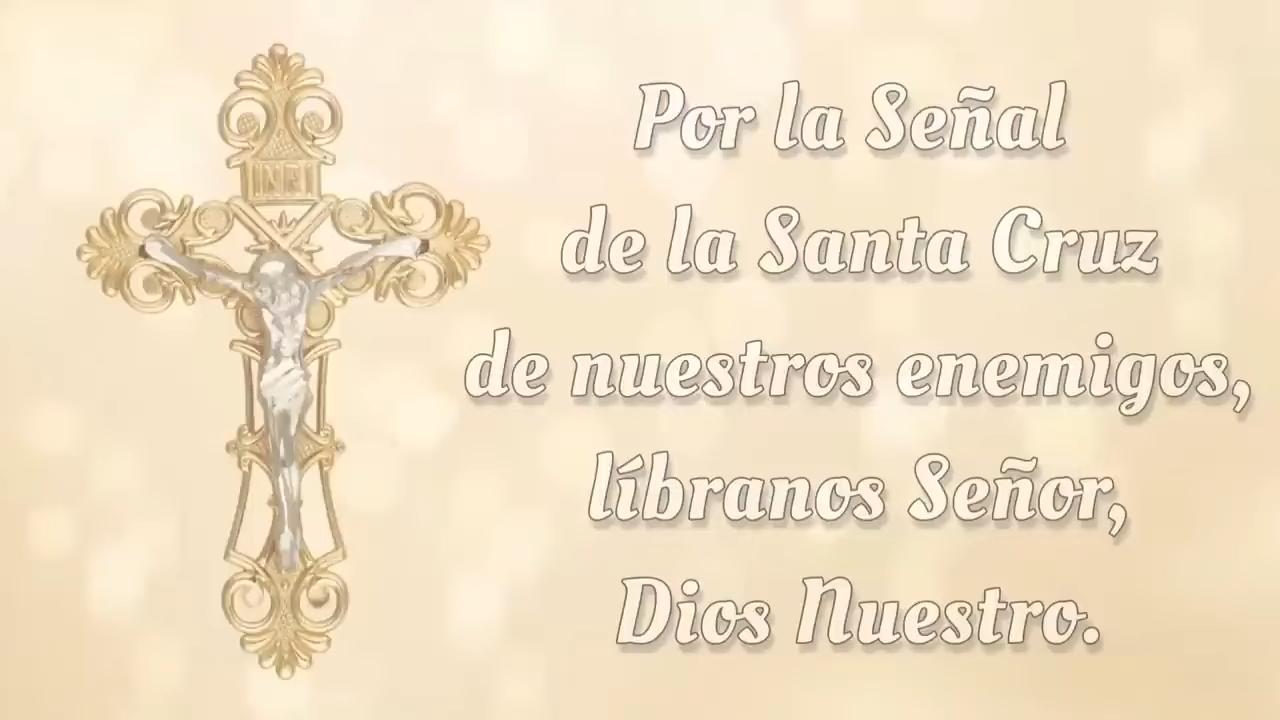 INRI
Por la Señal
de la Santa Cruz
de nuestros enemigos,
líbranos Señor,
Dios Nuestro.